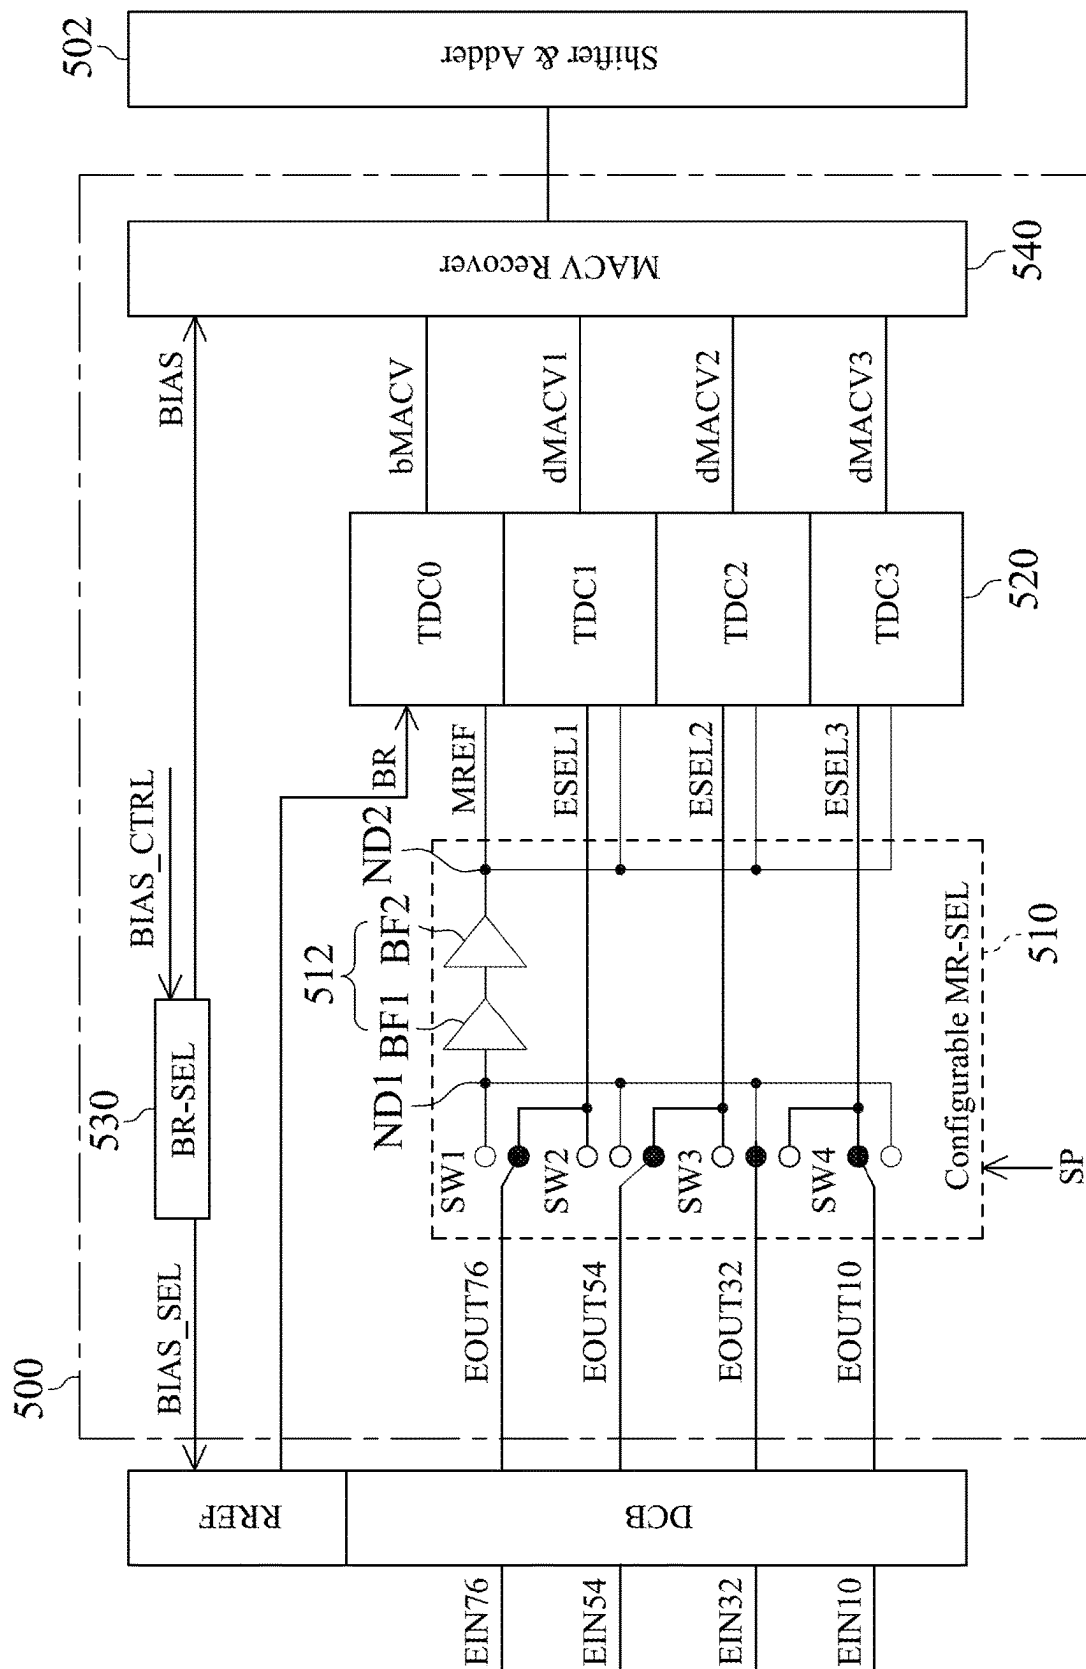 500
BIAS_SEL
530
BR-SEL
BIAS_CTRL
BIAS
502
Shifter & Adder
RREF
DCB
EIN76
EIN54
EIN32
EIN10
EOUT76
EOUT54
EOUT32
EOUT10
SW1
SW2
SW3
SW4
ND1
512
BF1
BF2
ND2
Configurable MR-SEL
510
SP
BR
MREF
ESEL1
ESEL2
ESEL3
TDC0
TDC1
TDC2
TDC3
520
bMACV
dMACV1
dMACV2
dMACV3
MACV Recover
540